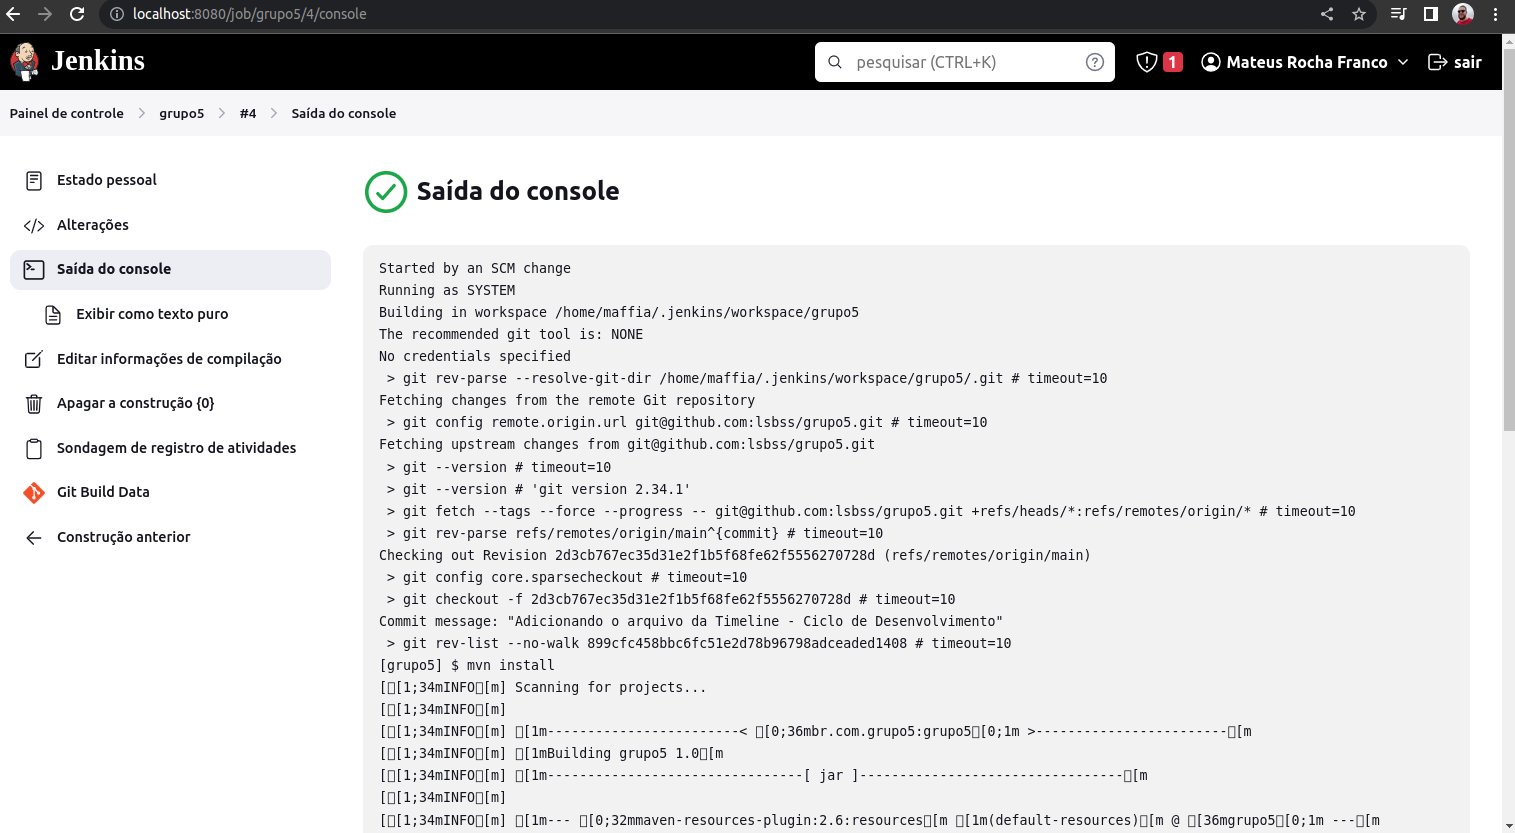 localhost:8080/job/grupo5/4/console
Jenkins
pesquisar (CTRL+K)
1
Mateus Rocha Franco
sair
Painel de controle
grupo5
#4
Saída do console
Estado pessoal
Alterações
Saída do console
Exibir como texto puro
Editar informações de compilação
Apagar a construção {0}
Sondagem de registro de atividades
Git Build Data
Construção anterior
Saída do console
Started by an SCM change
Running as SYSTEM
Building in workspace /home/maffia/.jenkins/workspace/grupo5
The recommended git tool is: NONE
No credentials specified
 > git rev-parse --resolve-git-dir /home/maffia/.jenkins/workspace/grupo5/.git # timeout=10
Fetching changes from the remote Git repository
 > git config remote.origin.url git@github.com:lsbss/grupo5.git # timeout=10
Fetching upstream changes from git@github.com:lsbss/grupo5.git
 > git --version # timeout=10
 > git --version # 'git version 2.34.1'
 > git fetch --tags --force --progress -- git@github.com:lsbss/grupo5.git +refs/heads/*:refs/remotes/origin/* # timeout=10
 > git rev-parse refs/remotes/origin/main^{commit} # timeout=10
Checking out Revision 2d3cb767ec35d31e2f1b5f68fe62f5556270728d (refs/remotes/origin/main)
 > git config core.sparsecheckout # timeout=10
 > git checkout -f 2d3cb767ec35d31e2f1b5f68fe62f5556270728d # timeout=10
Commit message: "Adicionando o arquivo da Timeline - Ciclo de Desenvolvimento"
 > git rev-list --no-walk 899cfc458bbc6fc51e2d78b96798adceaded1408 # timeout=10
[grupo5] $ mvn install
[□[1;34mINFO□[m] Scanning for projects...
[□[1;34mINFO□[m]
[□[1;34mINFO□[m] □[1m------------------------< □[0;36mbr.com.grupo5:grupo5□[0;1m >------------------------□[m
[□[1;34mINFO□[m] □[1mBuilding grupo5 1.0□[m
[□[1;34mINFO□[m] □[1m--------------------------------[ jar ]---------------------------------□[m
[□[1;34mINFO□[m]
[□[1;34mINFO□[m] □[1m--- □[0;32mmaven-resources-plugin:2.6:resources□[m □[1m(default-resources)□[m @ □[36mgrupo5□[0;1m ---□[m